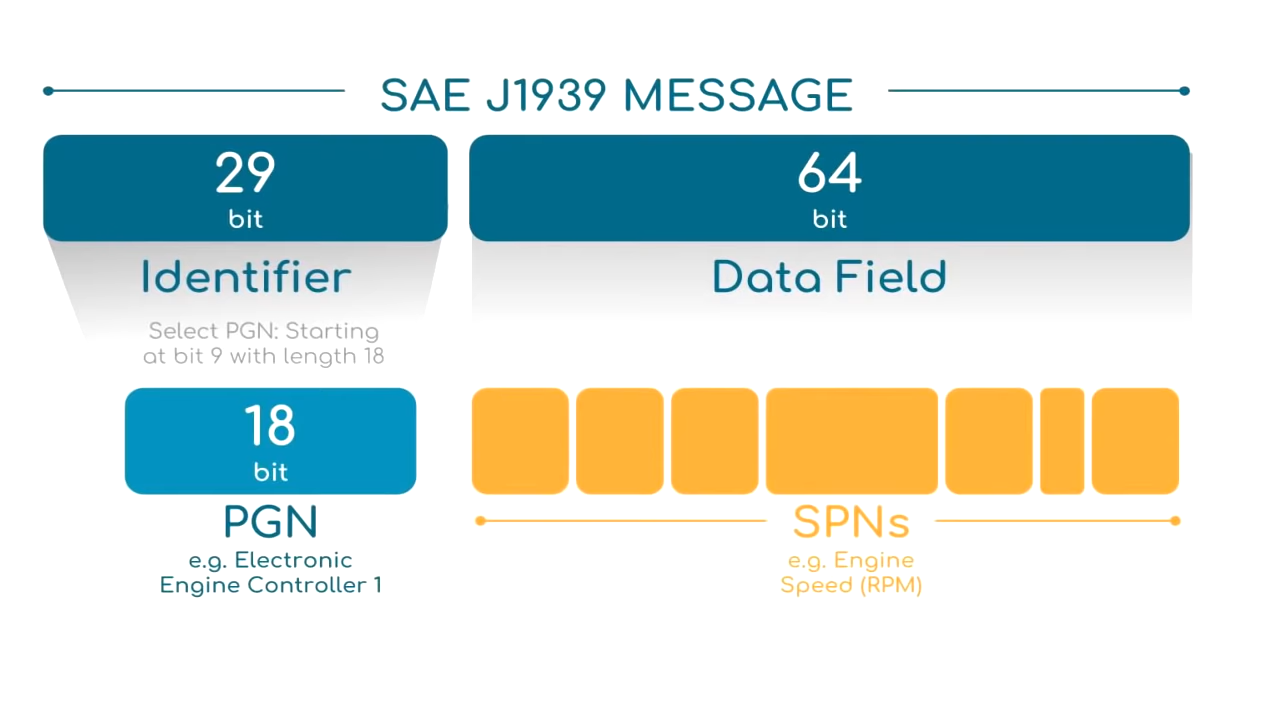 SAE J1939 MESSAGE
29
bit
64
bit
Identifier
Data Field
Select PGN: Starting
at bit 9 with length 18
18
bit
PGN
e.g. Electronic
Engine Controller 1
SPNs
e.g. Engine
Speed (RPM)